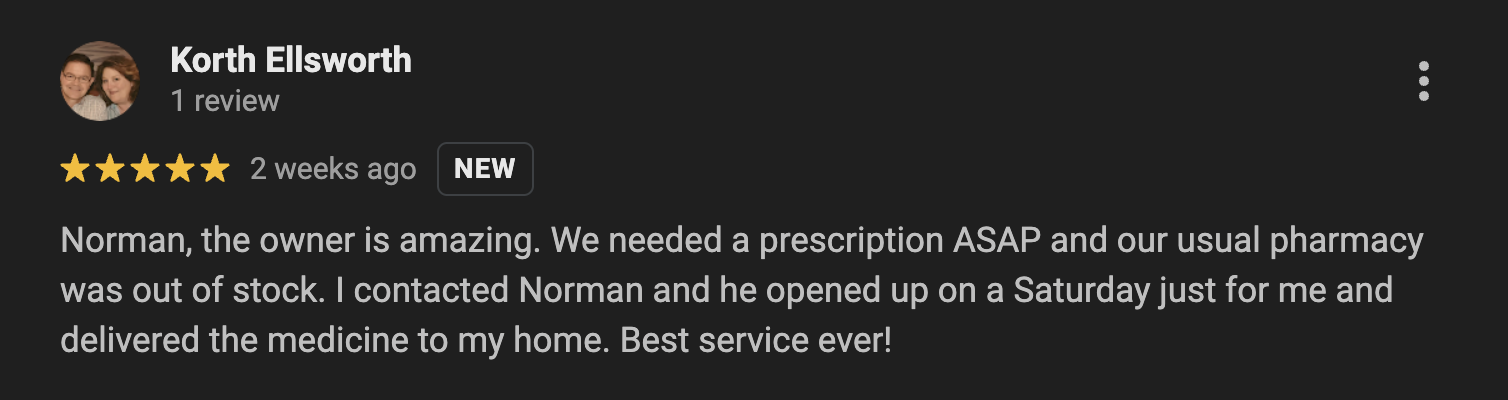 Korth Ellsworth
1 review
2 weeks ago NEW
Norman, the owner is amazing. We needed a prescription ASAP and our usual pharmacy
was out of stock. I contacted Norman and he opened up on a Saturday just for me and
delivered the medicine to my home. Best service ever!